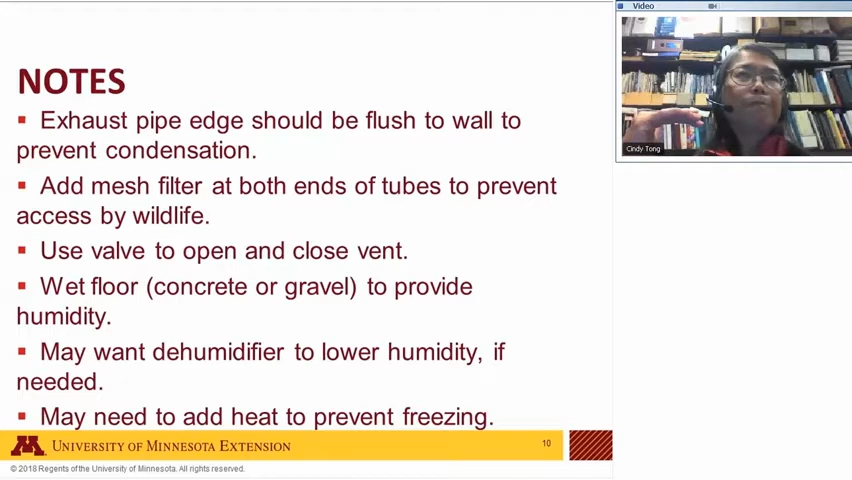 Video
NOTES
▪ Exhaust pipe edge should be flush to wall to
prevent condensation.
▪ Add mesh filter at both ends of tubes to prevent
access by wildlife.
▪ Use valve to open and close vent.
▪ Wet floor (concrete or gravel) to provide
humidity.
▪ May want dehumidifier to lower humidity, if
needed.
▪ May need to add heat to prevent freezing.
Cindy Tong
M UNIVERSITY OF MINNESOTA EXTENSION
10
© 2018 Regents of the University of Minnesota. All rights reserved.